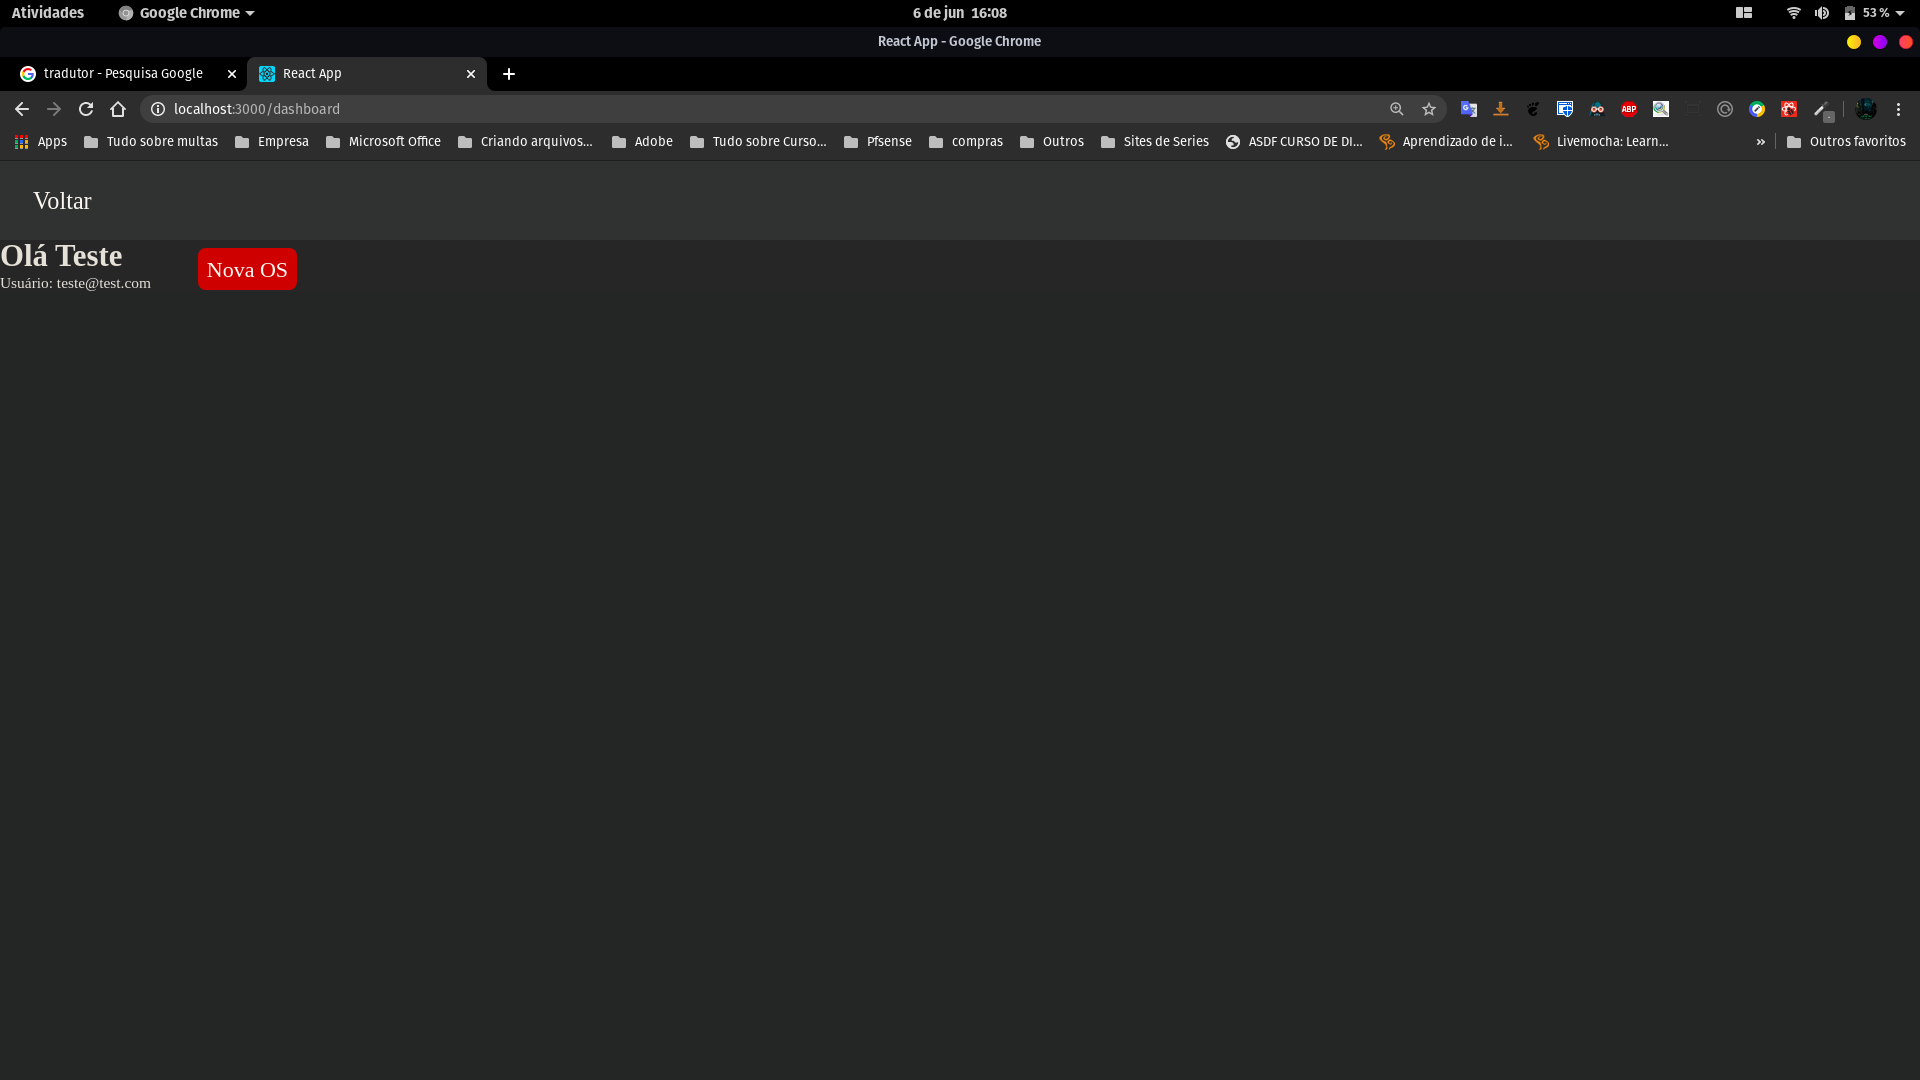 Atividades Google Chrome 6 de jun 16:08 53 %
React App - Google Chrome
tradutor - Pesquisa Google React App
localhost:3000/dashboard ABP
Apps Tudo sobre multas Empresa Microsoft Office Criando arquivos... Adobe Tudo sobre Curso... Pfsense compras Outros Sites de Series ASDF CURSO DE DI... Aprendizado de i... Livemocha: Learn... » Outros favoritos
Voltar
Olá Teste
Usuário: teste@test.com
Nova OS